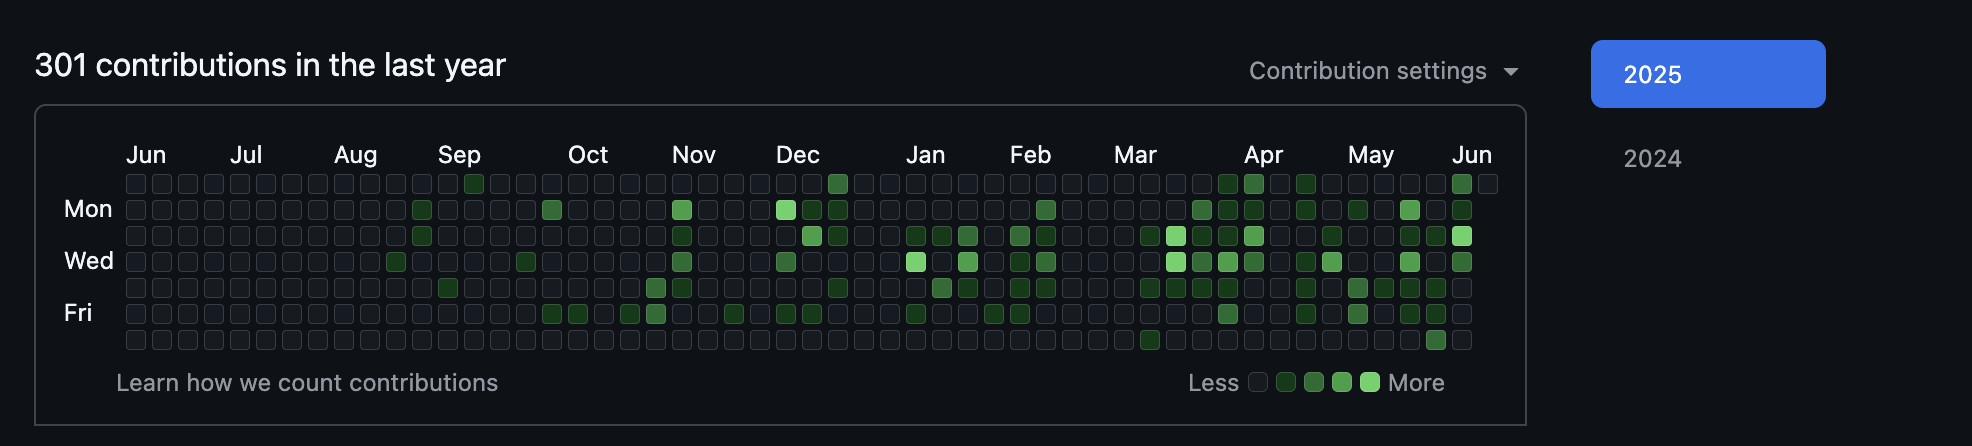 301 contributions in the last year
Contribution settings
2025
2024
Jun Jul Aug Sep Oct Nov Dec Jan Feb Mar Apr May Jun
Mon
Wed
Fri
Learn how we count contributions
Less More